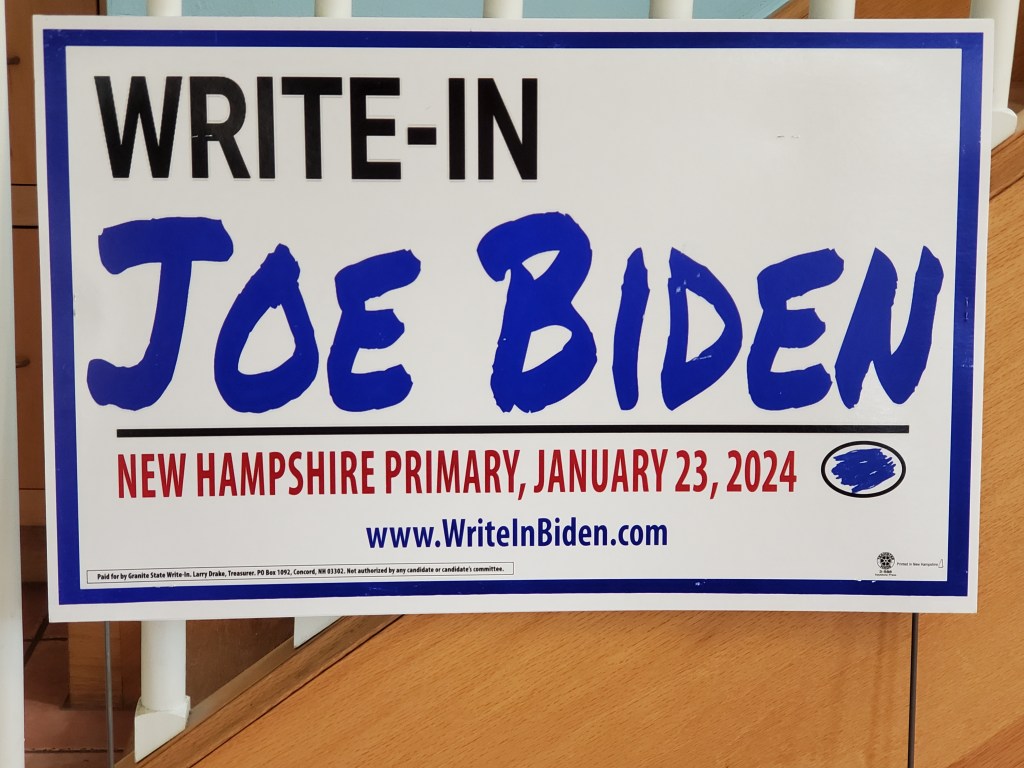 WRITE-IN
JOE BIDEN
NEW HAMPSHIRE PRIMARY, JANUARY 23, 2024
www.WriteInBiden.com
Paid for by Granite State Write-In. Larry Drake, Treasurer. PO Box 1092, Concord, NH 03302. Not authorized by any candidate or candidate's committee.
Printed in New Hampshire